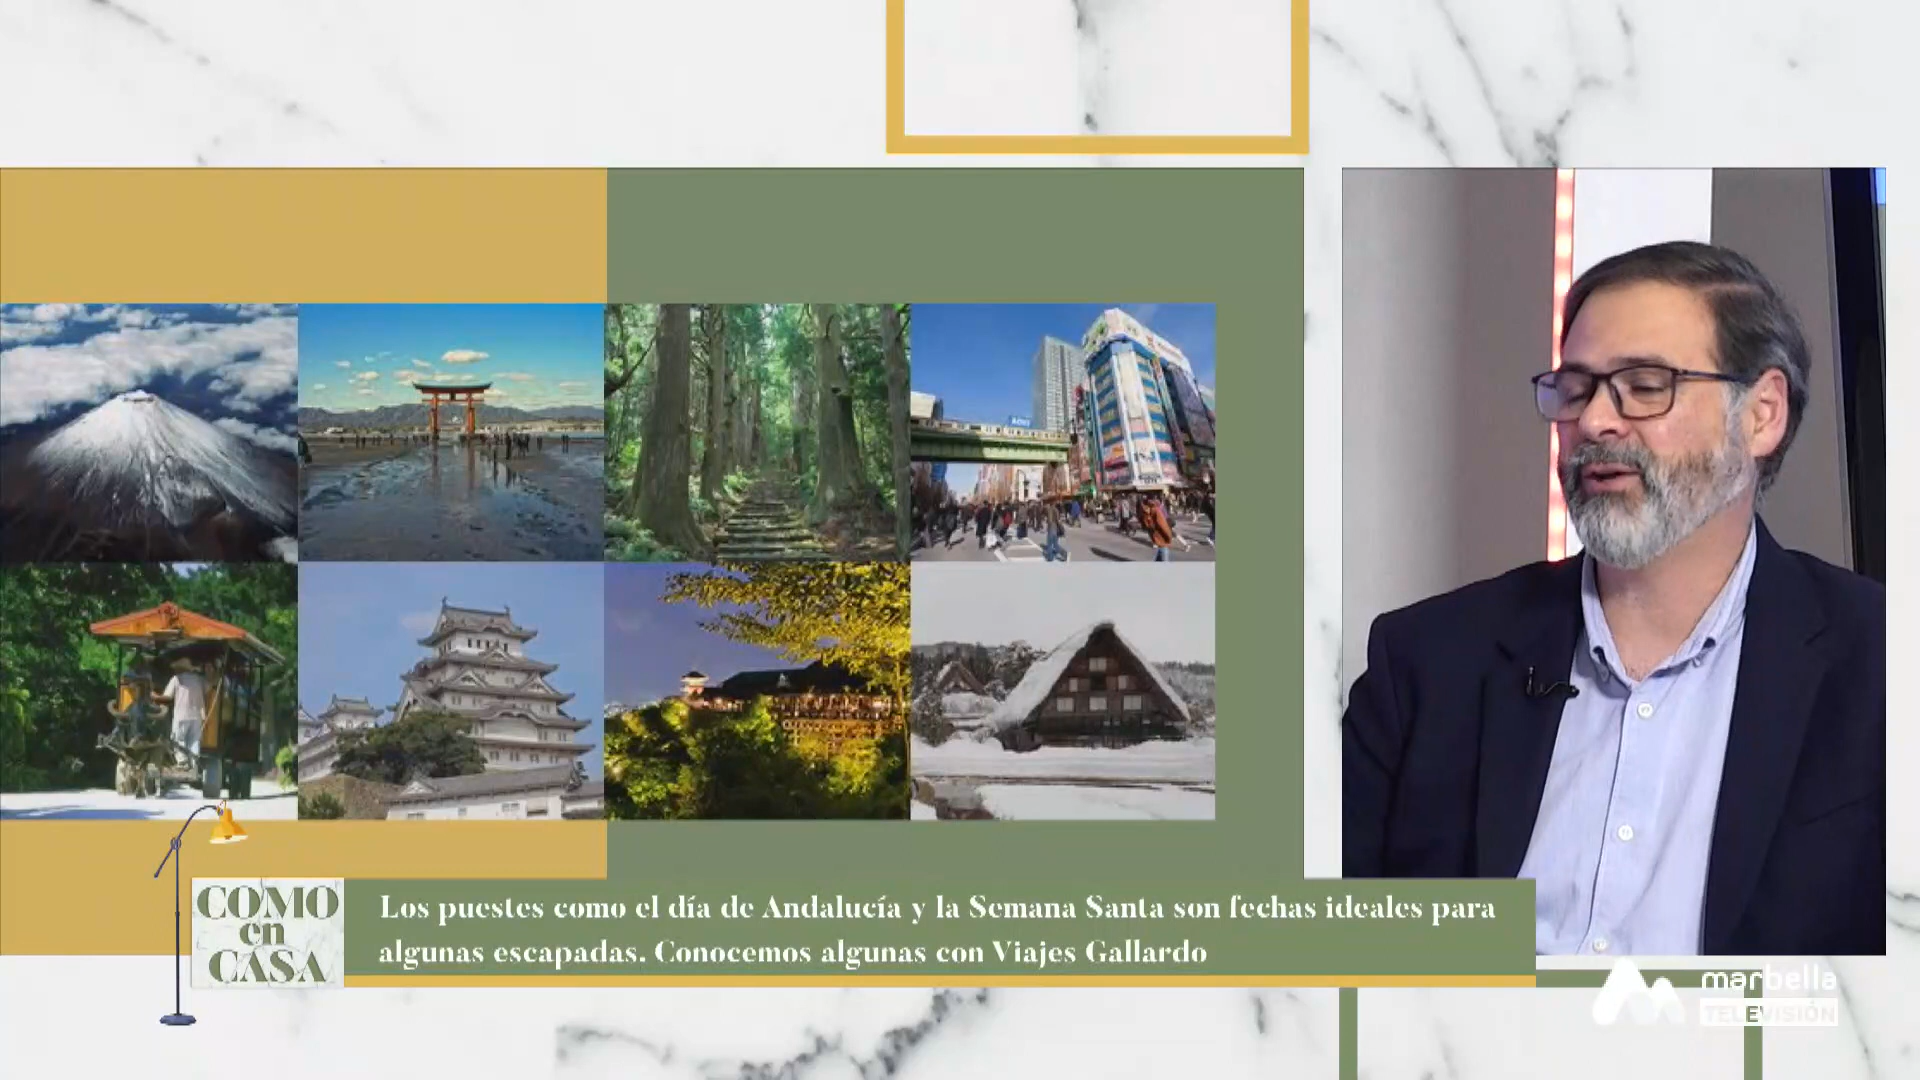 COMO
en
CASA
Los puestes como el día de Andalucía y la Semana Santa son fechas ideales para
algunas escapadas. Conocemos algunas con Viajes Gallardo
marbella
TELEVISIÓN